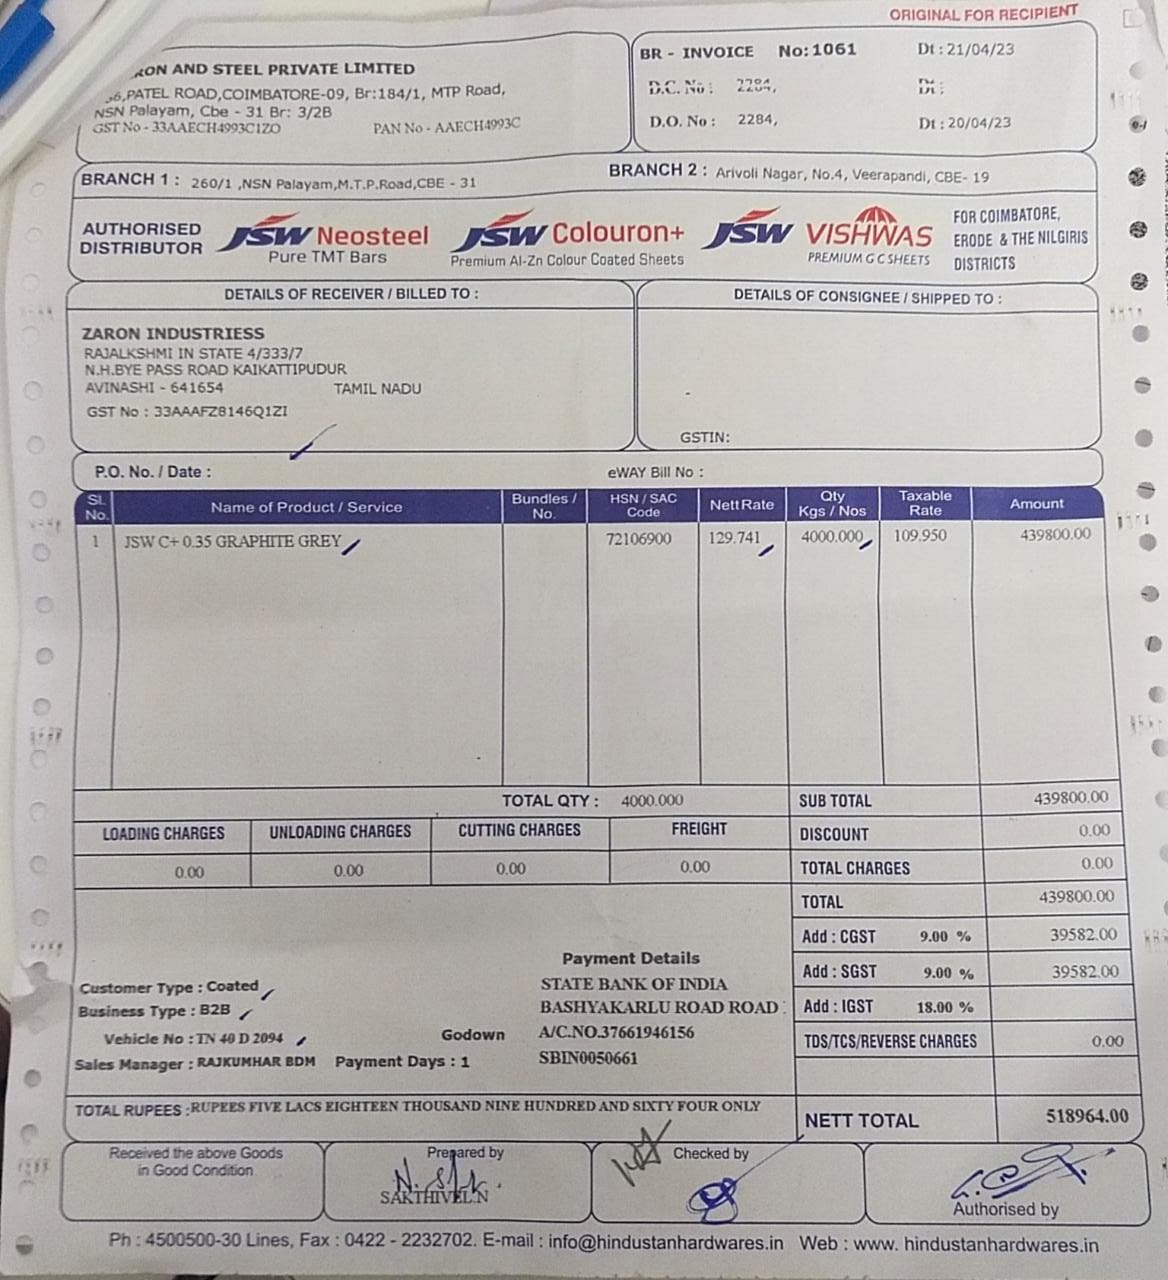 ORIGINAL FOR RECIPIENT
RON AND STEEL PRIVATE LIMITED
6,PATEL ROAD,COIMBATORE-09, Br:184/1, MTP Road,
NSN Palayam, Cbe - 31 Br: 3/2B
GST No - 33AAECH4993C1ZO PAN No - AAECH4993C
BR - INVOICE No:1061 Dt : 21/04/23
D.C. No : 2284, Dt :
D.O. No : 2284, Dt : 20/04/23
BRANCH 1 : 260/1 ,NSN Palayam,M.T.P.Road,CBE - 31
BRANCH 2 : Arivoli Nagar, No.4, Veerapandi, CBE- 19
AUTHORISED DISTRIBUTOR
JSW Neosteel
Pure TMT Bars
JSW Colouron+
Premium Al-Zn Colour Coated Sheets
JSW VISHWAS
PREMIUM G C SHEETS
FOR COIMBATORE,
ERODE & THE NILGIRIS
DISTRICTS
DETAILS OF RECEIVER / BILLED TO :
ZARON INDUSTRIESS
RAJALKSHMI IN STATE 4/333/7
N.H.BYE PASS ROAD KAIKATTIPUDUR
AVINASHI - 641654 TAMIL NADU
GST No : 33AAAFZ8146Q1ZI
DETAILS OF CONSIGNEE / SHIPPED TO :
-
GSTIN:
P.O. No. / Date : eWAY Bill No :
Sl. No. Name of Product / Service Bundles / No. HSN / SAC Code Nett Rate Qty Kgs / Nos Taxable Rate Amount
1 JSW C+ 0.35 GRAPHITE GREY 72106900 129.741 4000.000 109.950 439800.00
TOTAL QTY : 4000.000 SUB TOTAL 439800.00
LOADING CHARGES UNLOADING CHARGES CUTTING CHARGES FREIGHT DISCOUNT 0.00
0.00 0.00 0.00 0.00 TOTAL CHARGES 0.00
TOTAL 439800.00
Add : CGST 9.00 % 39582.00
Add : SGST 9.00 % 39582.00
Add : IGST 18.00 %
TDS/TCS/REVERSE CHARGES 0.00
Customer Type : Coated
Business Type : B2B
Vehicle No : TN 40 D 2094 Godown
Sales Manager : RAJKUMHAR BDM Payment Days : 1
Payment Details
STATE BANK OF INDIA
BASHYAKARLU ROAD ROAD :
A/C.NO.37661946156
SBIN0050661
TOTAL RUPEES :RUPEES FIVE LACS EIGHTEEN THOUSAND NINE HUNDRED AND SIXTY FOUR ONLY
NETT TOTAL 518964.00
Received the above Goods
in Good Condition
Prepared by
SAKTHIVEL.N
Checked by
Authorised by
Ph : 4500500-30 Lines, Fax : 0422 - 2232702. E-mail : info@hindustanhardwares.in Web : www. hindustanhardwares.in